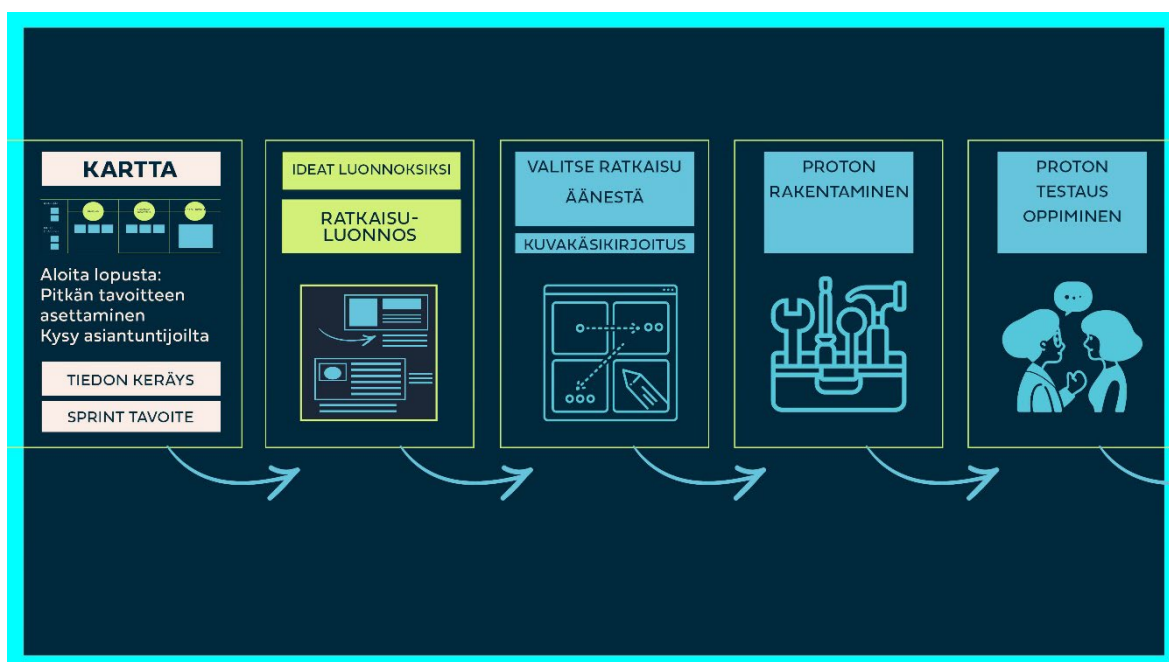 KARTTA
Aloita lopusta:
Pitkän tavoitteen
asettaminen
Kysy asiantuntijoilta
TIEDON KERÄYS
SPRINT TAVOITE
IDEAT LUONNOKSIKSI
RATKAISU-
LUONNOS
VALITSE RATKAISU
ÄÄNESTÄ
KUVAKÄSIKIRJOITUS
PROTON
RAKENTAMINEN
PROTON
TESTAUS
OPPIMINEN